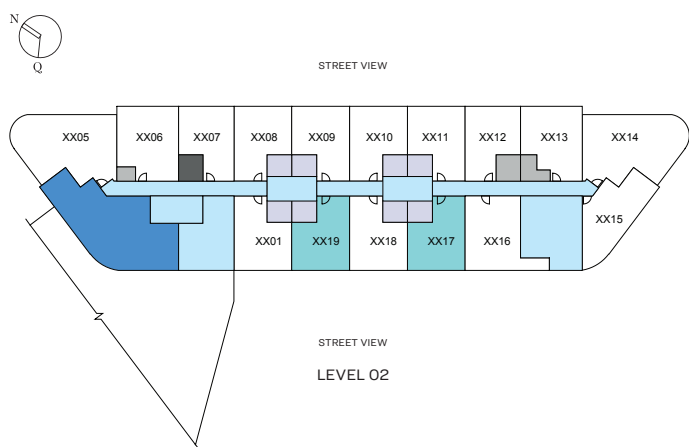 N
Q
STREET VIEW
XX05
XX06
XX07
XX08
XX09
XX10
XX11
XX12
XX13
XX14
XX15
XX01
XX19
XX18
XX17
XX16
STREET VIEW
LEVEL 02